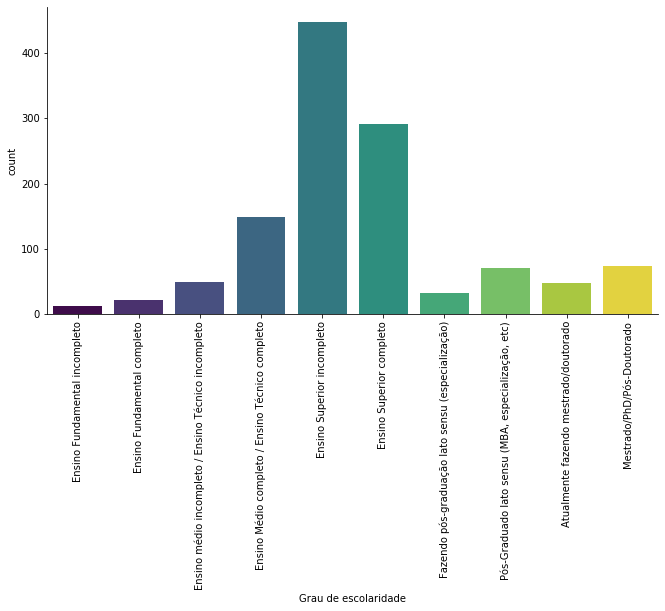 count
400
300
200
100
0
Ensino Fundamental incompleto
Ensino Fundamental completo
Ensino médio incompleto / Ensino Técnico incompleto
Ensino Médio completo / Ensino Técnico completo
Ensino Superior incompleto
Ensino Superior completo
Fazendo pós-graduação lato sensu (especialização)
Pós-Graduado lato sensu (MBA, especialização, etc)
Atualmente fazendo mestrado/doutorado
Mestrado/PhD/Pós-Doutorado
Grau de escolaridade